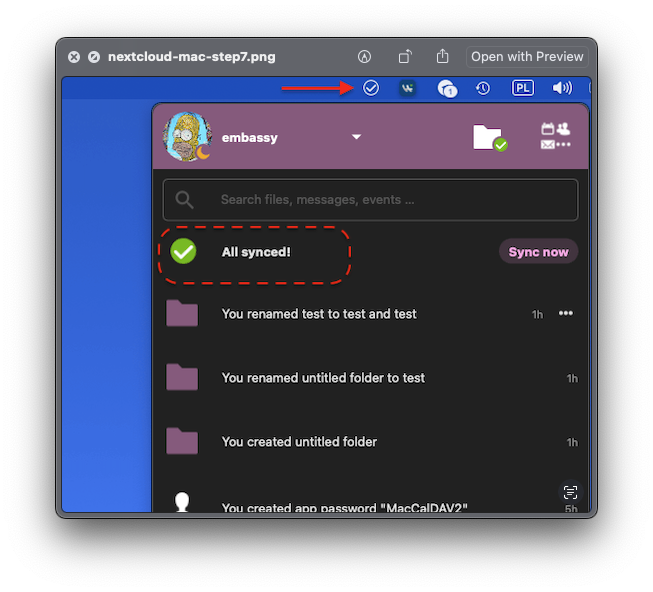 nextcloud-mac-step7.png
Open with Preview
1
PL
embassy
Search files, messages, events ...
All synced!
Sync now
You renamed test to test and test
1h
You renamed untitled folder to test
1h
You created untitled folder
1h
You created app password "MacCalDAV2"
5h